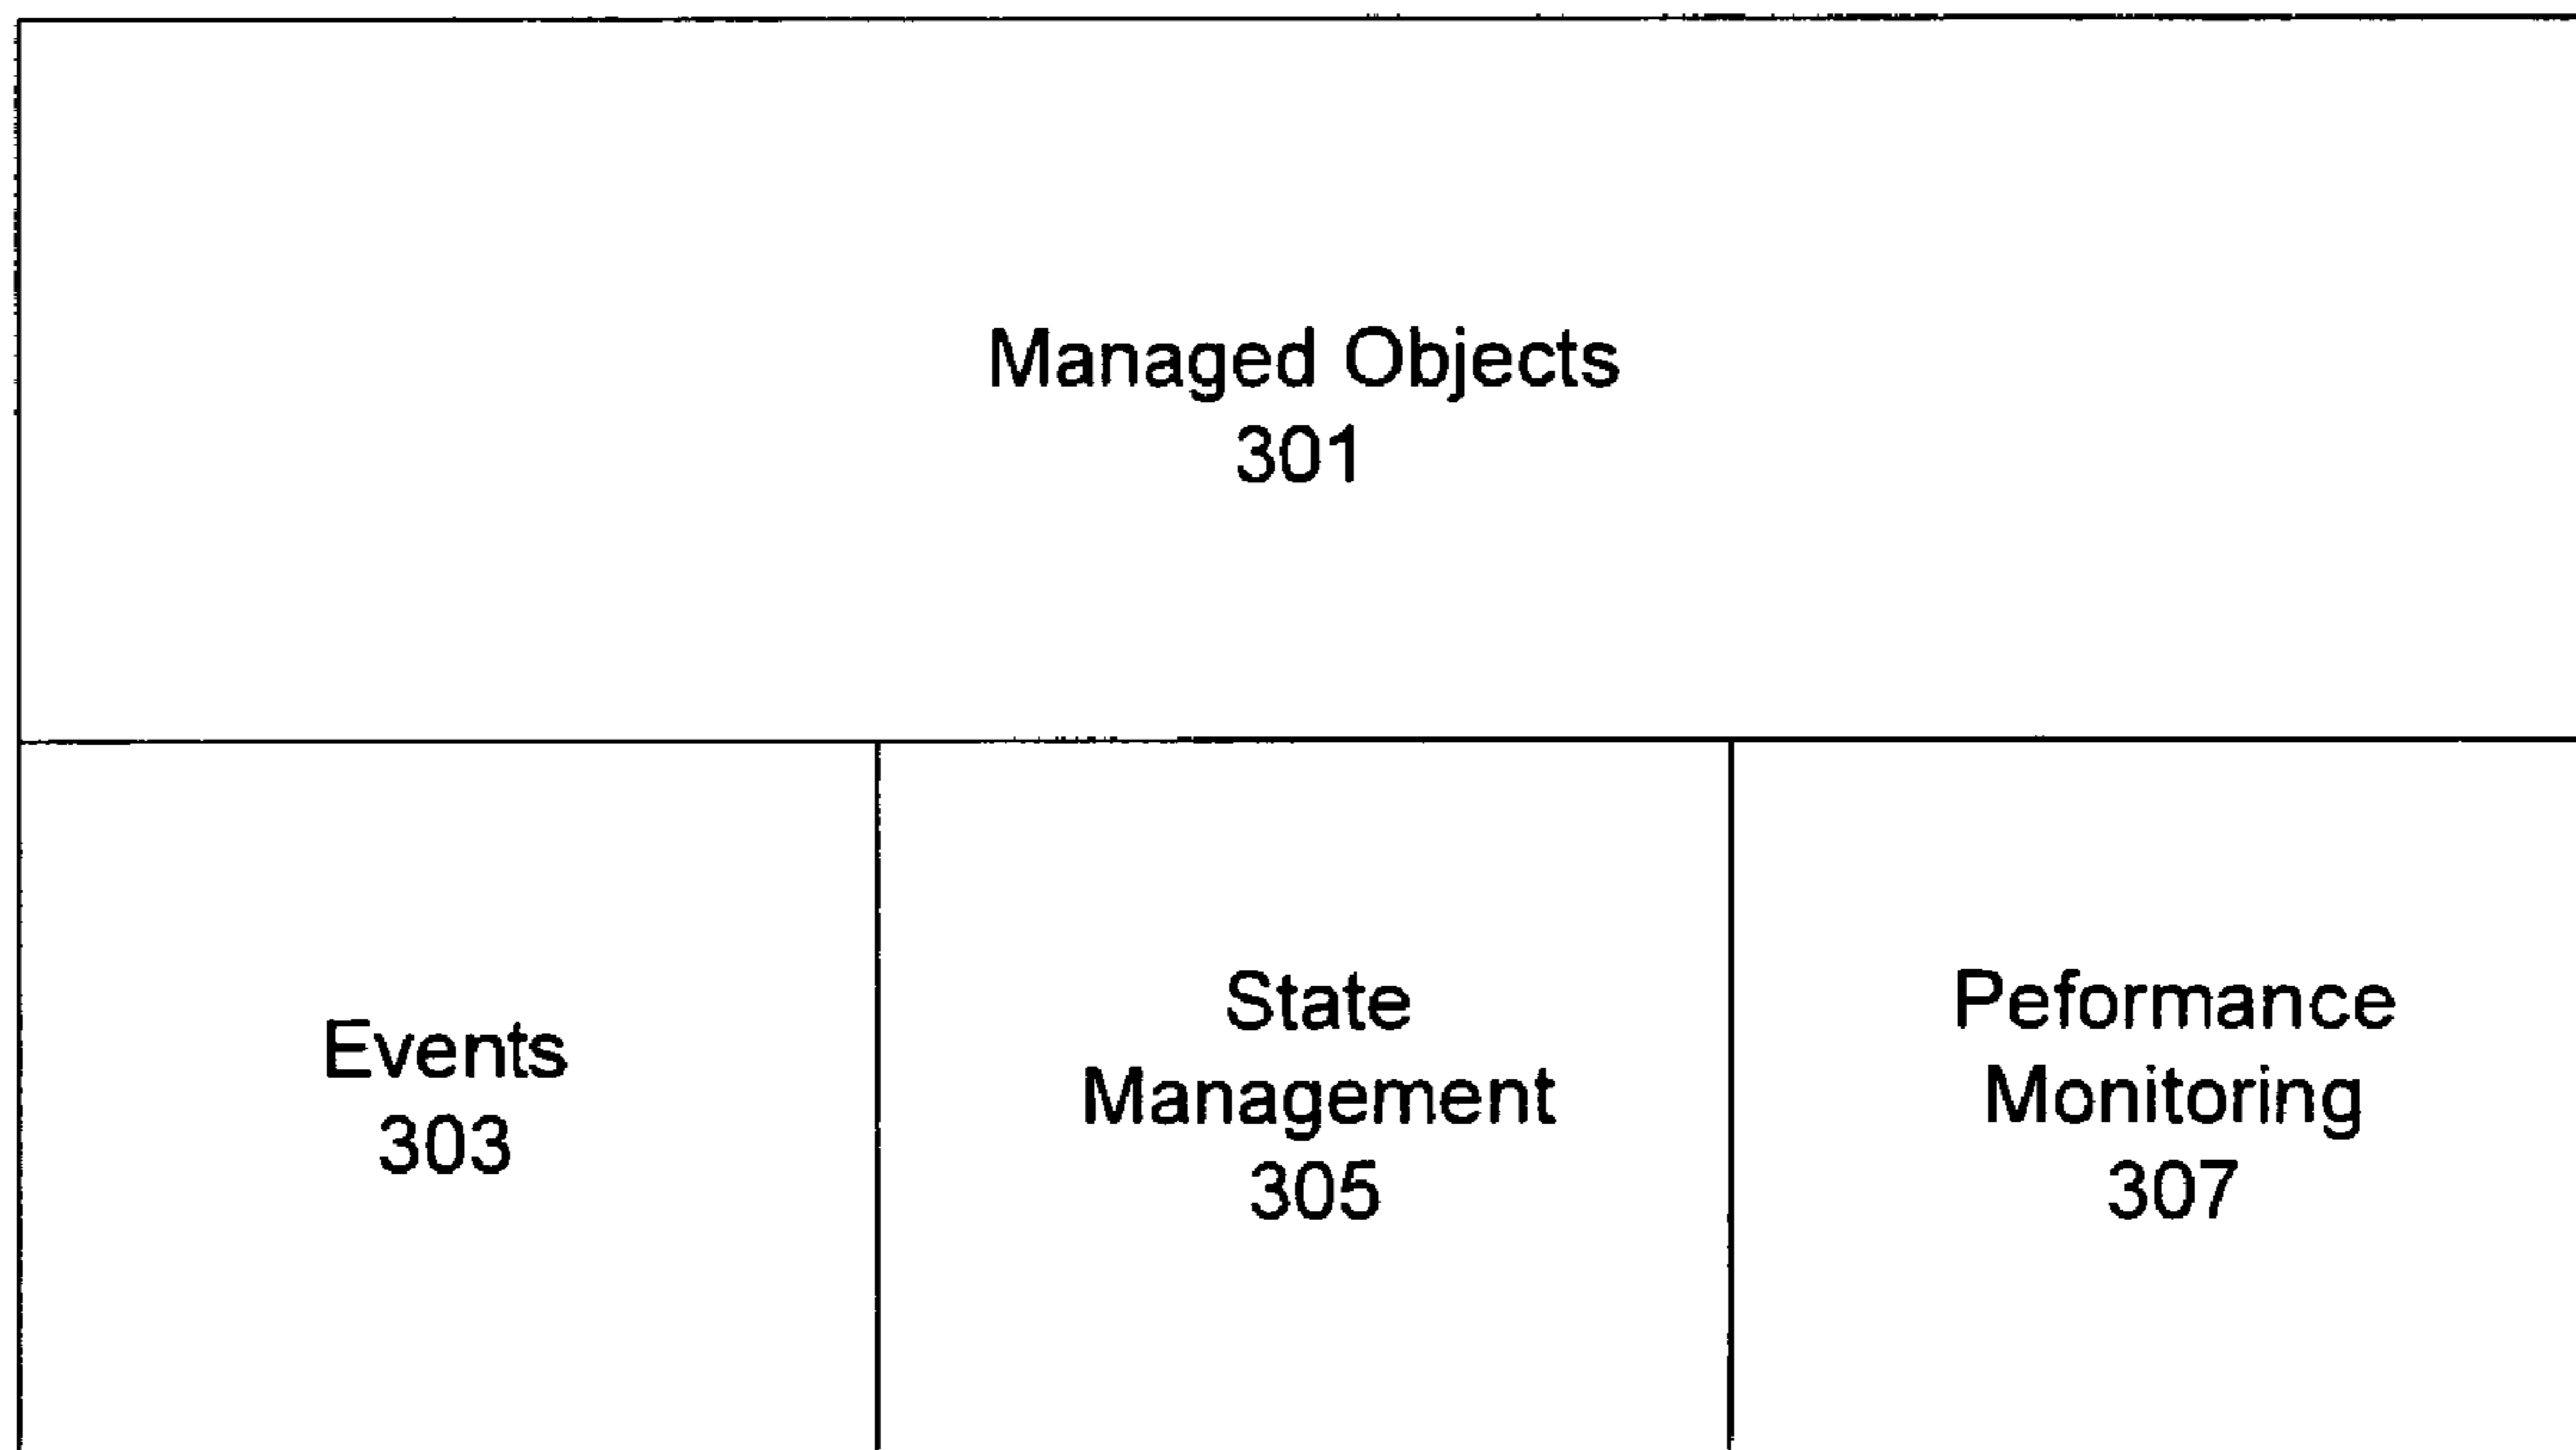 Managed Objects
301
Events
303
State
Management
305
Peformance
Monitoring
307